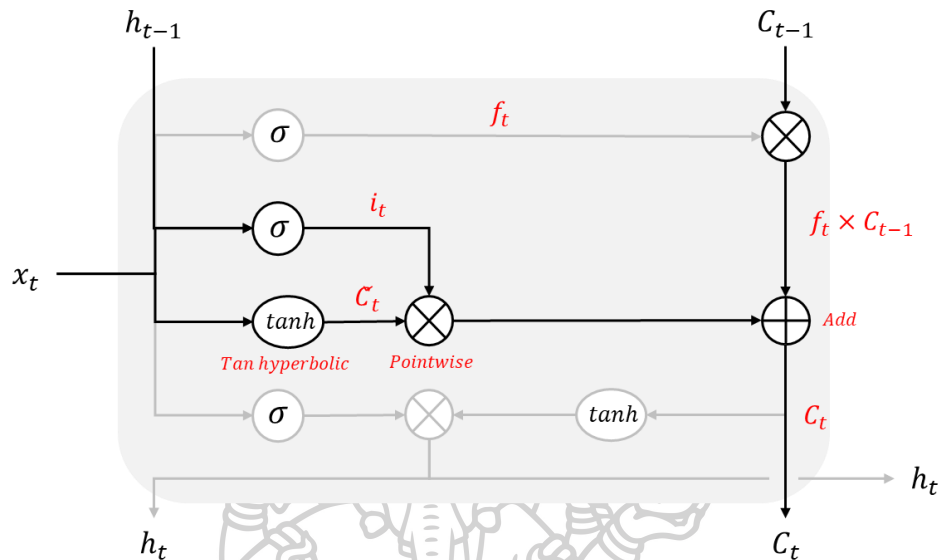 h_{t-1}
C_{t-1}
σ
f_t
σ
i_t
f_t × C_{t-1}
x_t
tanh
C̃_t
Add
Tan hyperbolic
Pointwise
σ
tanh
C_t
h_t
h_t
C_t